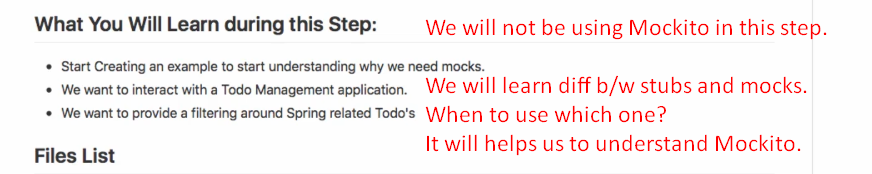 What You Will Learn during this Step:
We will not be using Mockito in this step.
• Start Creating an example to start understanding why we need mocks.
• We want to interact with a Todo Management application.
• We want to provide a filtering around Spring related Todo's
We will learn diff b/w stubs and mocks.
When to use which one?
It will helps us to understand Mockito.
Files List